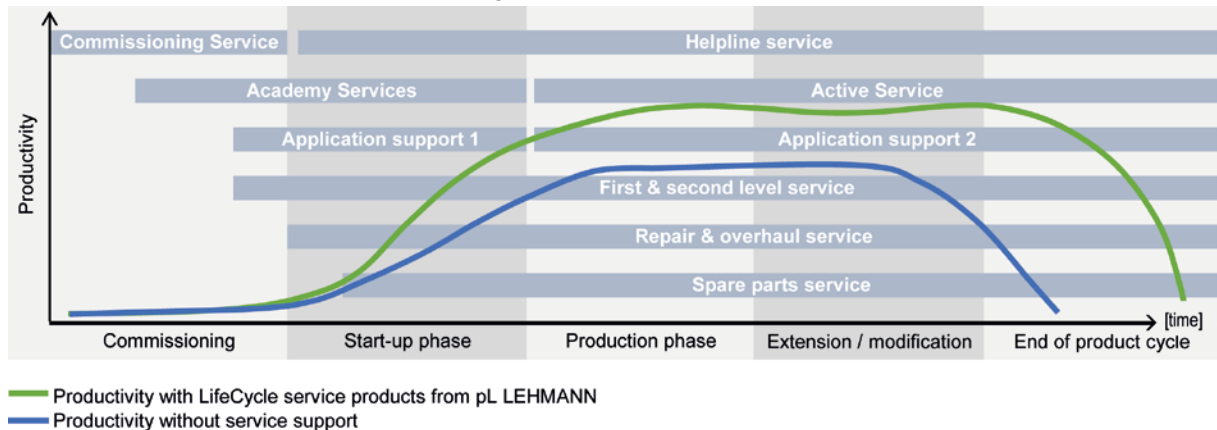 Commissioning Service
Helpline service
Academy Services
Active Service
Application support 1
Application support 2
First & second level service
Repair & overhaul service
Spare parts service
Productivity
[time]
Commissioning
Start-up phase
Production phase
Extension / modification
End of product cycle
Productivity with LifeCycle service products from pL LEHMANN
Productivity without service support